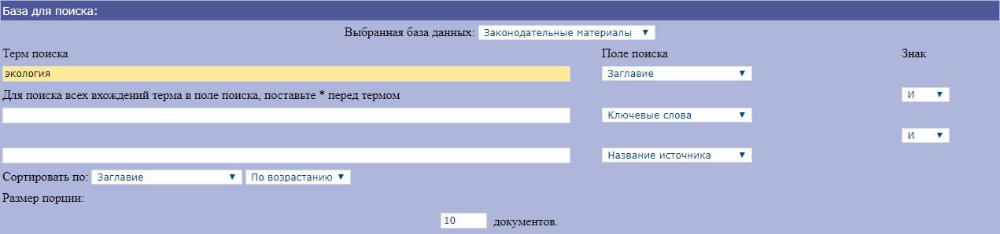 База для поиска:
Выбранная база данных: Законодательные материалы
Терм поиска Поле поиска Знак
экология Заглавие
Для поиска всех вхождений терма в поле поиска, поставьте * перед термом И
Ключевые слова
И
Название источника
Сортировать по: Заглавие По возрастанию
Размер порции:
10 документов.